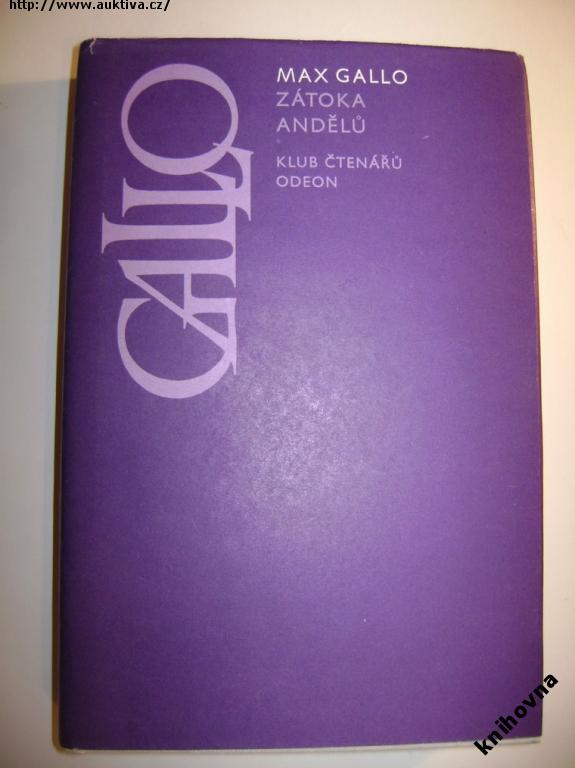 http://www.auktiva.cz/
GALLO
MAX GALLO
ZÁTOKA
ANDĚLŮ
KLUB ČTENÁŘŮ
ODEON
knihovna